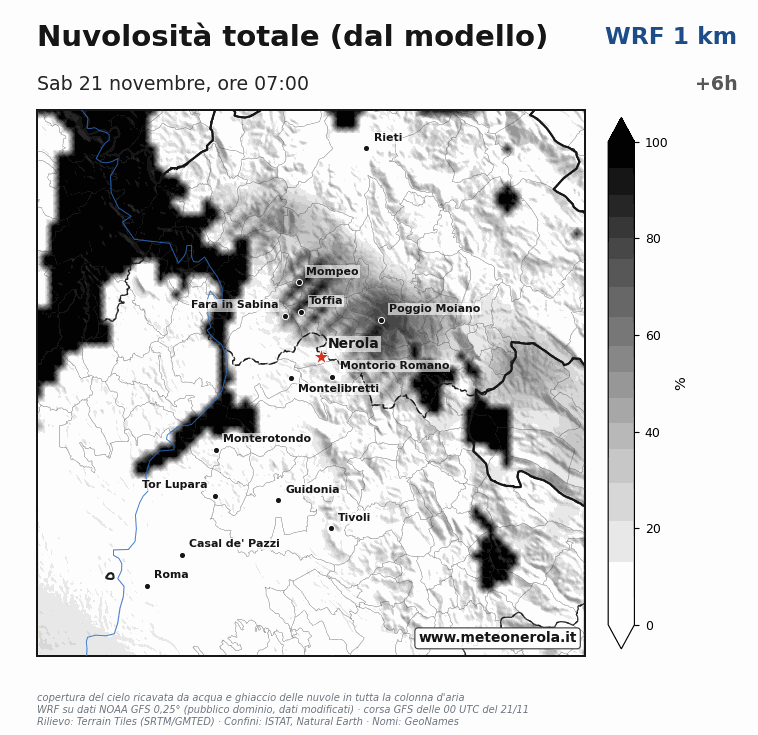 Nuvolosità totale (dal modello)
WRF 1 km
Sab 21 novembre, ore 07:00
+6h
Rieti
Mompeo
Toffia
Fara in Sabina
Poggio Moiano
Nerola
Montorio Romano
Montelibretti
Monterotondo
Tor Lupara
Guidonia
Tivoli
Casal de' Pazzi
Roma
www.meteonerola.it
100
80
60
40
20
0
%
copertura del cielo ricavata da acqua e ghiaccio delle nuvole in tutta la colonna d'aria
WRF su dati NOAA GFS 0,25° (pubblico dominio, dati modificati) · corsa GFS delle 00 UTC del 21/11
Rilievo: Terrain Tiles (SRTM/GMTED) · Confini: ISTAT, Natural Earth · Nomi: GeoNames